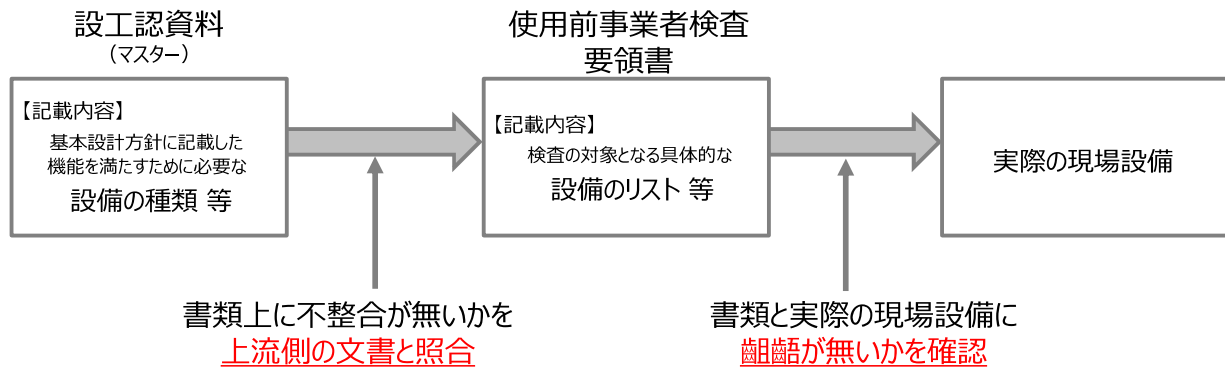 設工認資料
（マスター）
【記載内容】
基本設計方針に記載した
機能を満たすために必要な
設備の種類 等
使用前事業者検査
要領書
【記載内容】
検査の対象となる具体的な
設備のリスト 等
実際の現場設備
書類上に不整合が無いかを
上流側の文書と照合
書類と実際の現場設備に
齟齬が無いかを確認